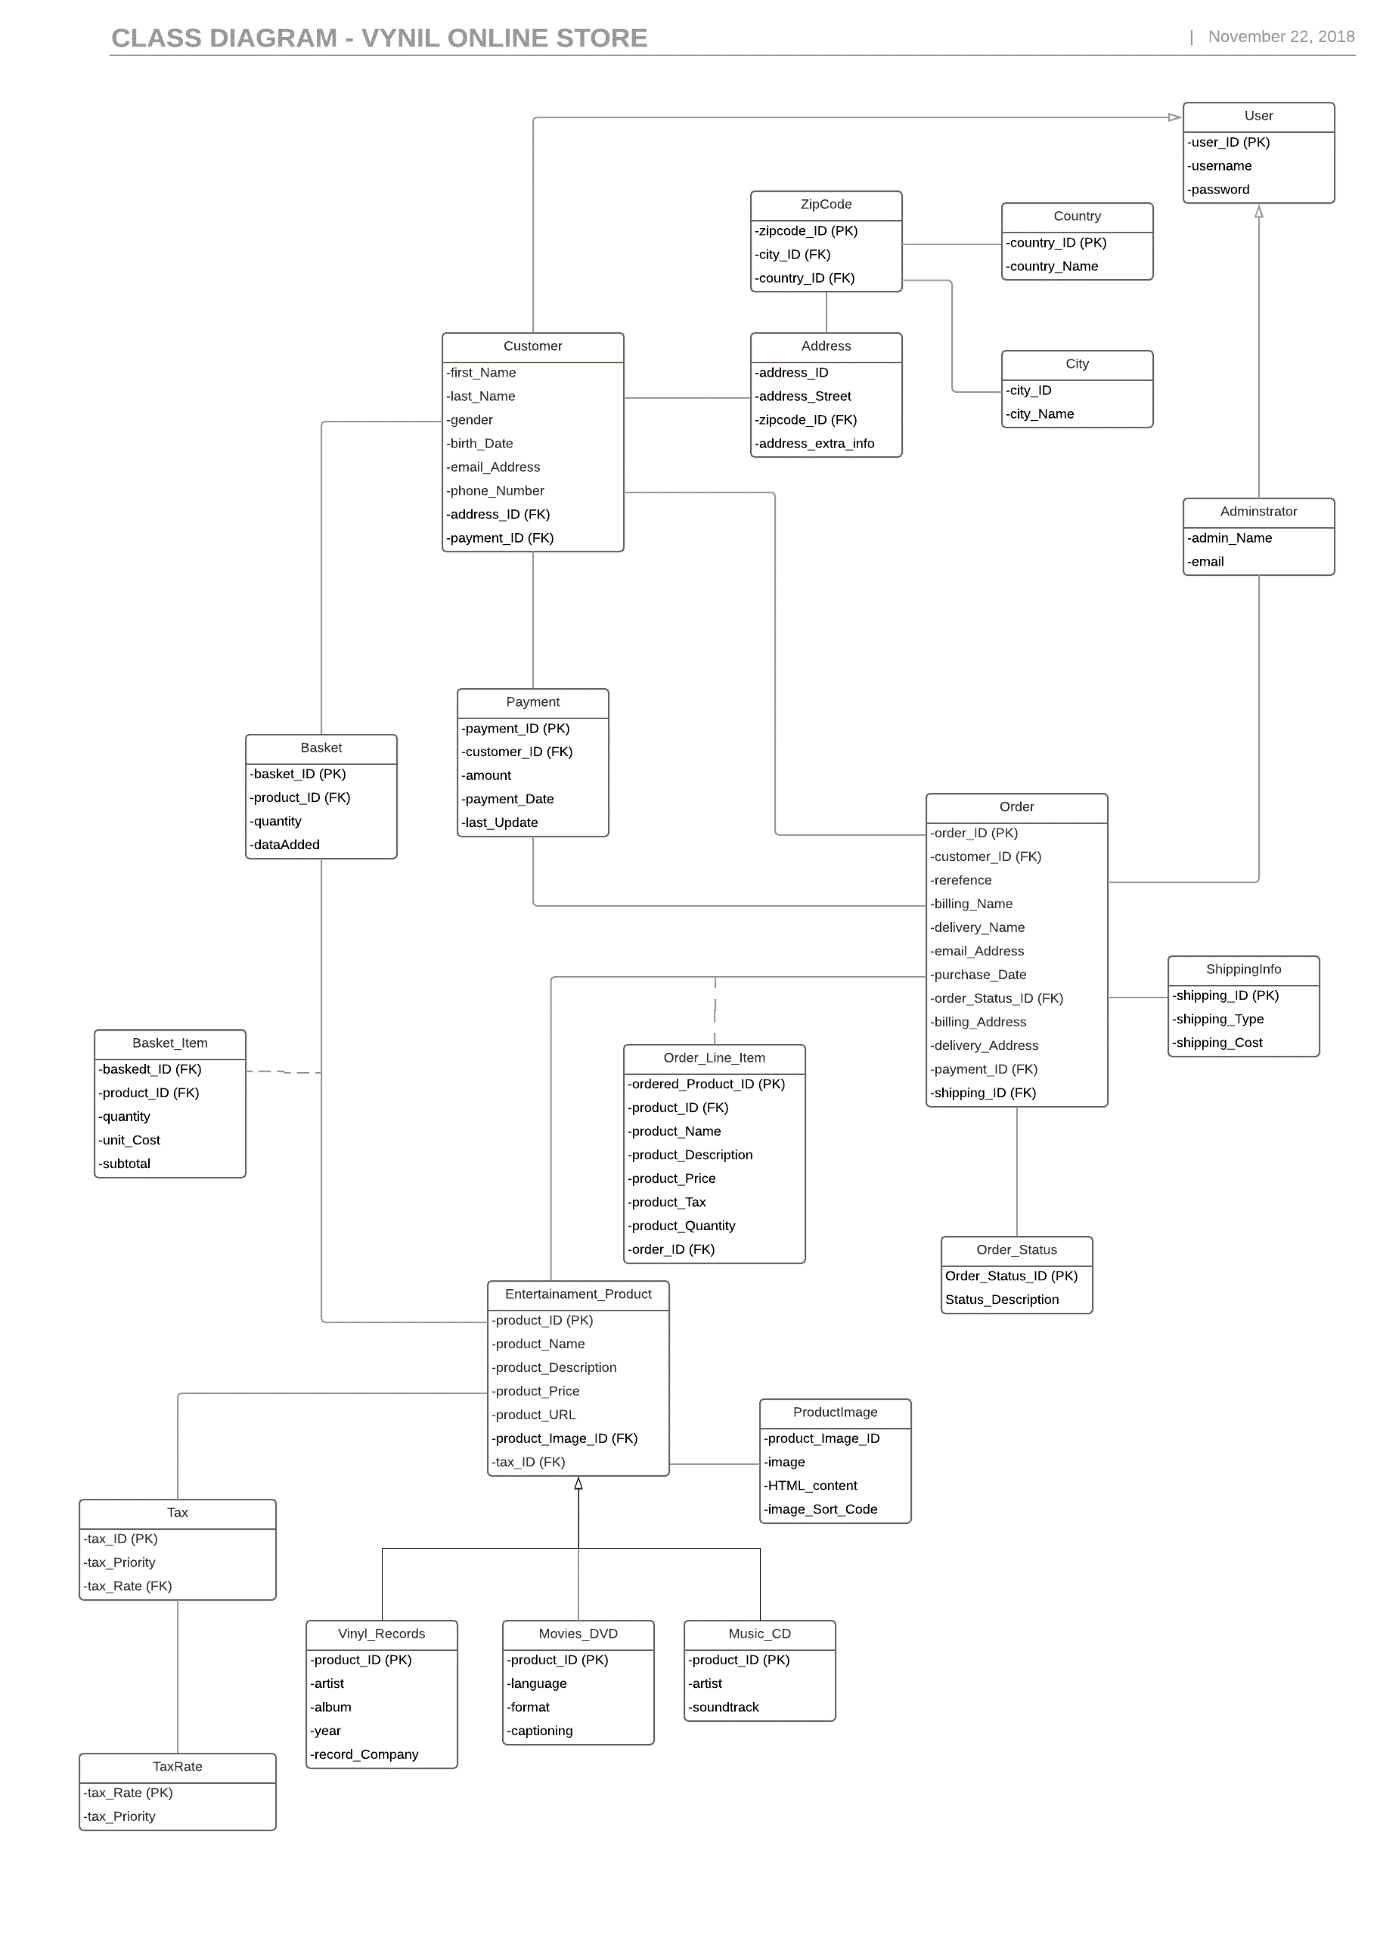 CLASS DIAGRAM - VYNIL ONLINE STORE
| November 22, 2018
User
-user_ID (PK)
-username
-password
ZipCode
-zipcode_ID (PK)
-city_ID (FK)
-country_ID (FK)
Country
-country_ID (PK)
-country_Name
Customer
-first_Name
-last_Name
-gender
-birth_Date
-email_Address
-phone_Number
-address_ID (FK)
-payment_ID (FK)
Address
-address_ID
-address_Street
-zipcode_ID (FK)
-address_extra_info
City
-city_ID
-city_Name
Adminstrator
-admin_Name
-email
Payment
-payment_ID (PK)
-customer_ID (FK)
-amount
-payment_Date
-last_Update
Basket
-basket_ID (PK)
-product_ID (FK)
-quantity
-dataAdded
Order
-order_ID (PK)
-customer_ID (FK)
-rerefence
-billing_Name
-delivery_Name
-email_Address
-purchase_Date
-order_Status_ID (FK)
-billing_Address
-delivery_Address
-payment_ID (FK)
-shipping_ID (FK)
ShippingInfo
-shipping_ID (PK)
-shipping_Type
-shipping_Cost
Basket_Item
-baskedt_ID (FK)
-product_ID (FK)
-quantity
-unit_Cost
-subtotal
Order_Line_Item
-ordered_Product_ID (PK)
-product_ID (FK)
-product_Name
-product_Description
-product_Price
-product_Tax
-product_Quantity
-order_ID (FK)
Order_Status
Order_Status_ID (PK)
Status_Description
Entertainament_Product
-product_ID (PK)
-product_Name
-product_Description
-product_Price
-product_URL
-product_Image_ID (FK)
-tax_ID (FK)
ProductImage
-product_Image_ID
-image
-HTML_content
-image_Sort_Code
Tax
-tax_ID (PK)
-tax_Priority
-tax_Rate (FK)
Vinyl_Records
-product_ID (PK)
-artist
-album
-year
-record_Company
Movies_DVD
-product_ID (PK)
-language
-format
-captioning
Music_CD
-product_ID (PK)
-artist
-soundtrack
TaxRate
-tax_Rate (PK)
-tax_Priority